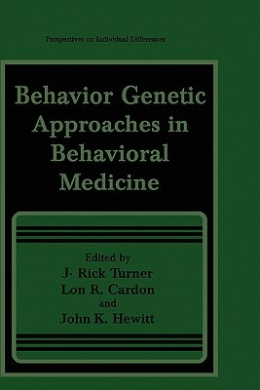 Perspectives on Individual Differences
Behavior Genetic
Approaches in
Behavioral
Medicine
Edited by
J. Rick Turner
Lon R. Cardon
and
John K. Hewitt